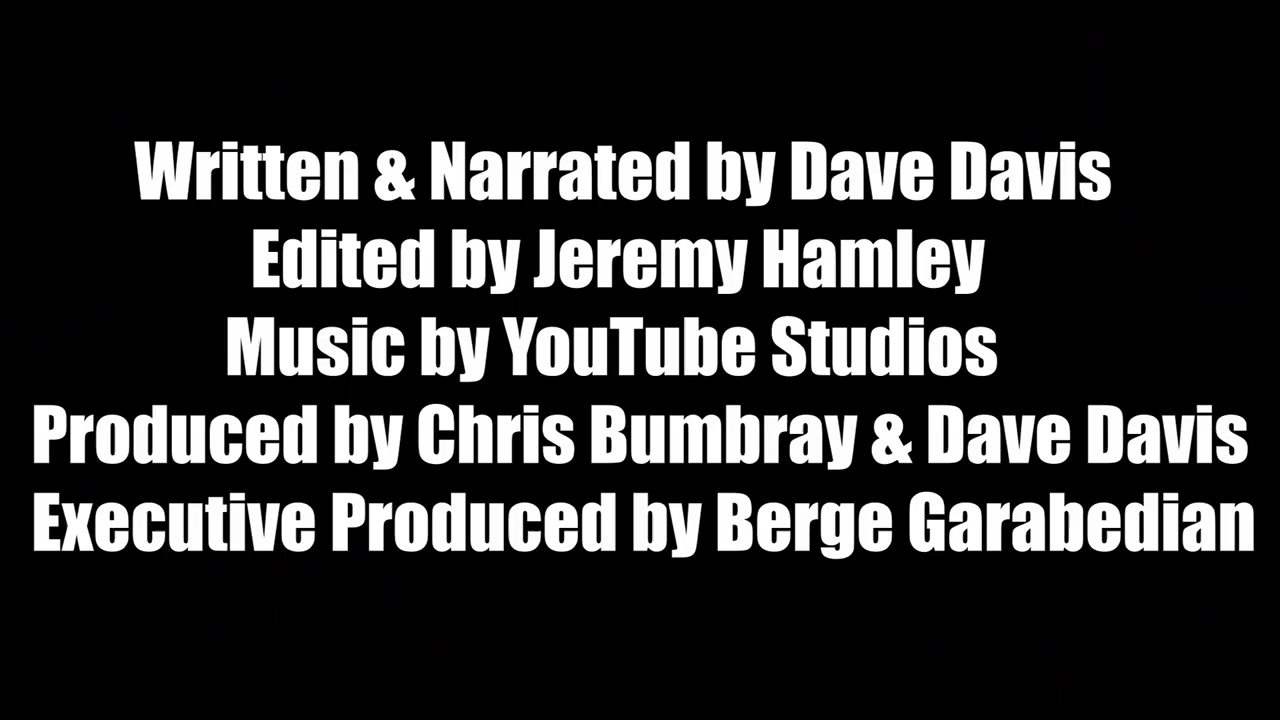 Written & Narrated by Dave Davis
Edited by Jeremy Hamley
Music by YouTube Studios
Produced by Chris Bumbray & Dave Davis
Executive Produced by Berge Garabedian